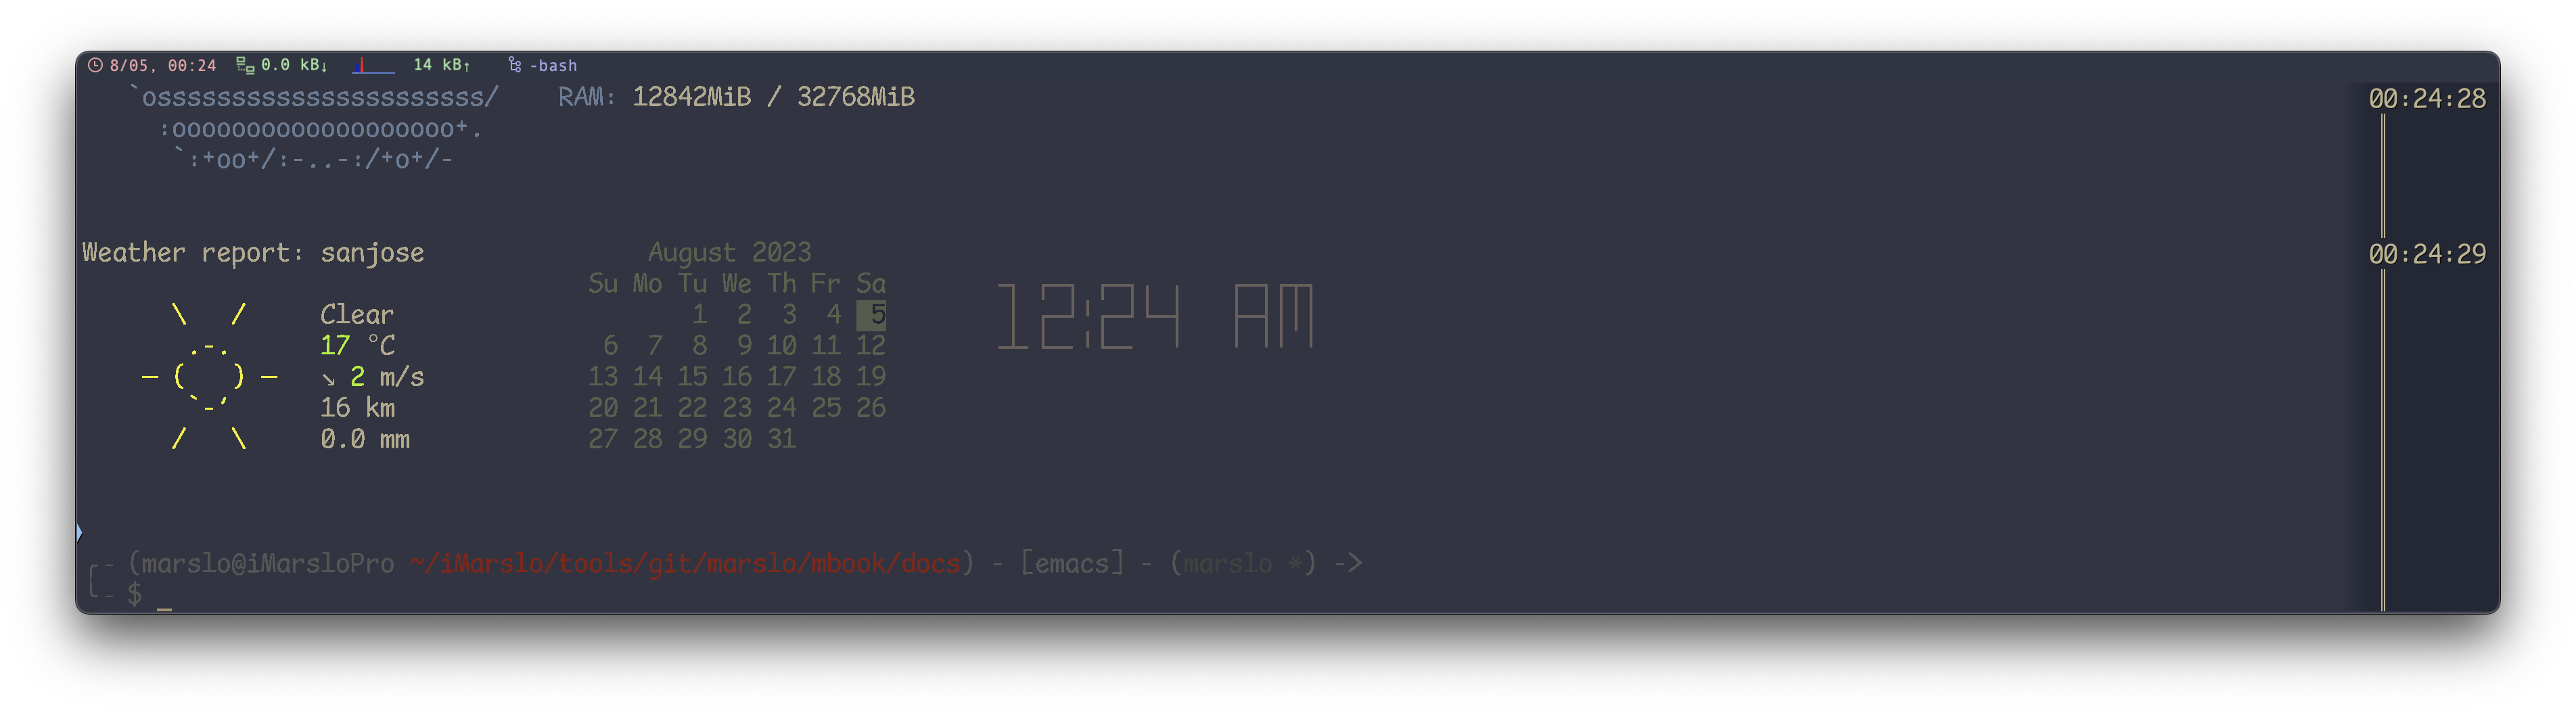 8/05, 00:24 0.0 kB↓ 14 kB↑ -bash
`ossssssssssssssssssssss/ RAM: 12842MiB / 32768MiB 00:24:28
:ooooooooooooooooooo+.
`:+oo+/:-..-:/+o+/-
Weather report: sanjose August 2023 00:24:29
Su Mo Tu We Th Fr Sa
\ / Clear 1 2 3 4 5 12:24 AM
.-. 17 °C 6 7 8 9 10 11 12
― ( ) ― ↘ 2 m/s 13 14 15 16 17 18 19
`-’ 16 km 20 21 22 23 24 25 26
/ \ 0.0 mm 27 28 29 30 31
╭╴ (marslo@iMarsloPro ~/iMarslo/tools/git/marslo/mbook/docs) - [emacs] - (marslo *) ->
╰╴ $ _